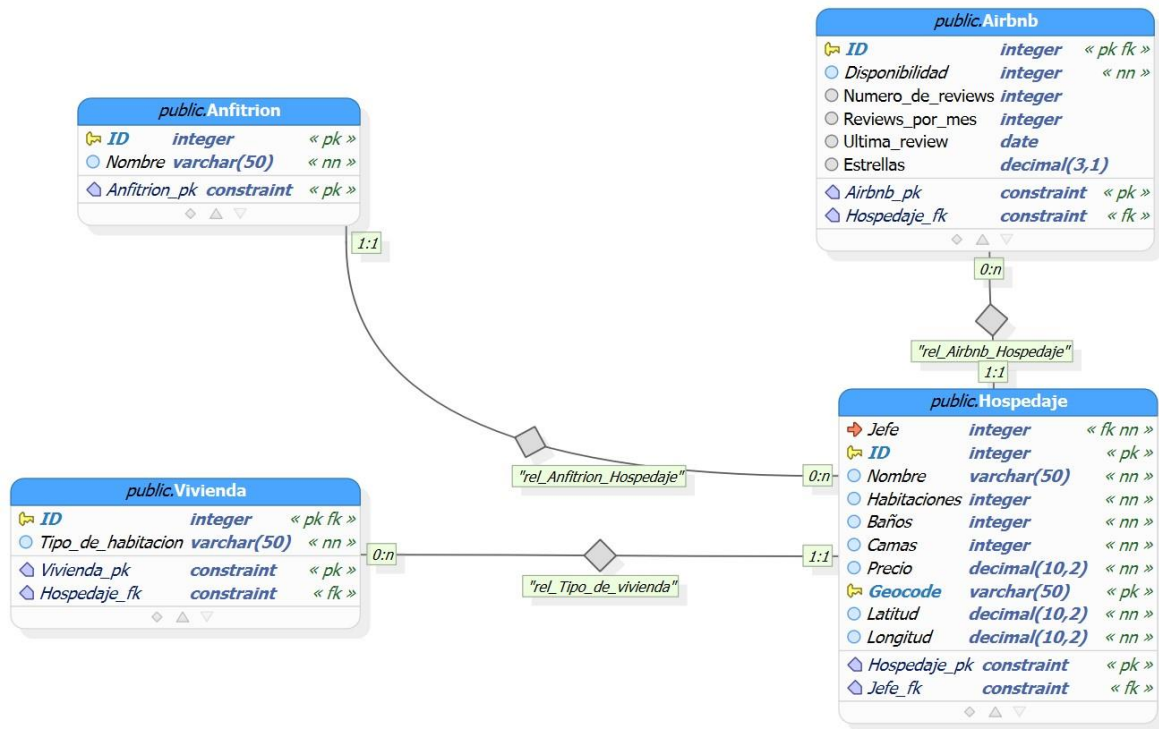 public.Airbnb
ID integer « pk fk »
Disponibilidad integer « nn »
Numero_de_reviews integer
Reviews_por_mes integer
Ultima_review date
Estrellas decimal(3,1)
Airbnb_pk constraint « pk »
Hospedaje_fk constraint « fk »
public.Anfitrion
ID integer « pk »
Nombre varchar(50) « nn »
Anfitrion_pk constraint « pk »
1:1
0:n
"rel_Airbnb_Hospedaje"
1:1
public.Hospedaje
Jefe integer « fk nn »
ID integer « pk »
Nombre varchar(50) « nn »
Habitaciones integer « nn »
Baños integer « nn »
Camas integer « nn »
Precio decimal(10,2) « nn »
Geocode varchar(50) « pk »
Latitud decimal(10,2) « nn »
Longitud decimal(10,2) « nn »
Hospedaje_pk constraint « pk »
Jefe_fk constraint « fk »
"rel_Anfitrion_Hospedaje"
0:n
public.Vivienda
ID integer « pk fk »
Tipo_de_habitacion varchar(50) « nn »
Vivienda_pk constraint « pk »
Hospedaje_fk constraint « fk »
0:n
"rel_Tipo_de_vivienda"
1:1